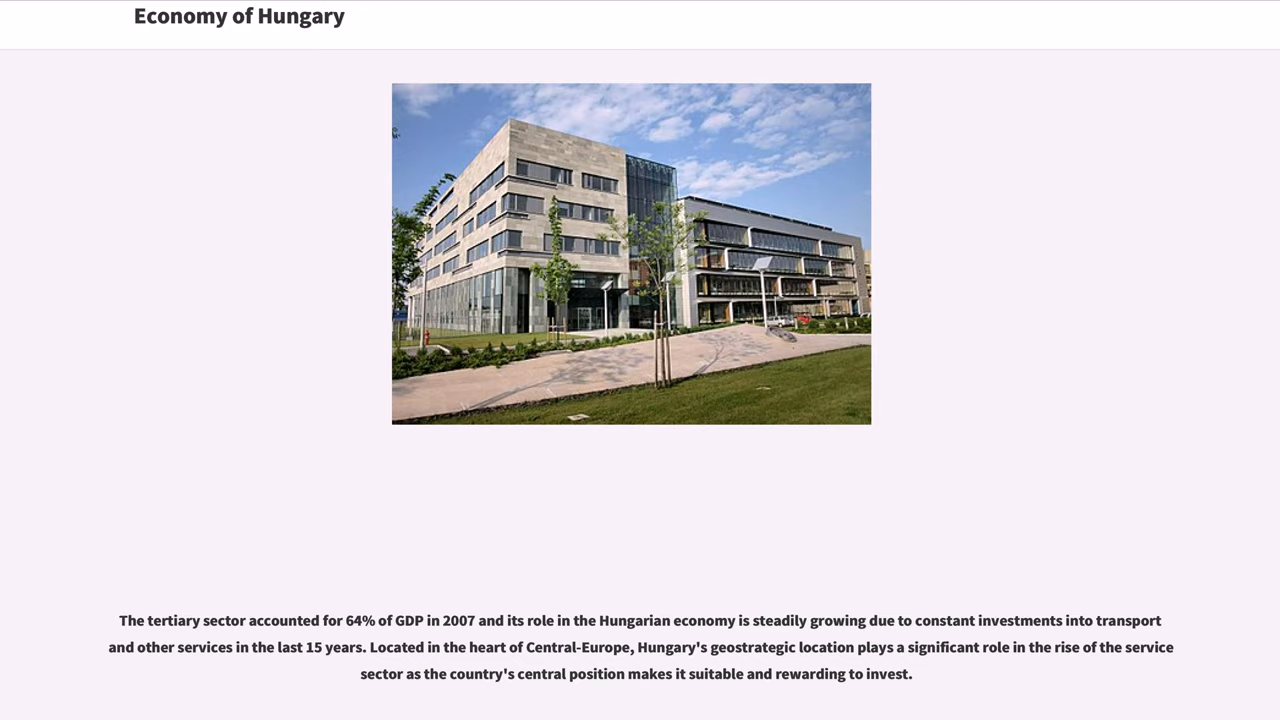 Economy of Hungary
The tertiary sector accounted for 64% of GDP in 2007 and its role in the Hungarian economy is steadily growing due to constant investments into transport
and other services in the last 15 years. Located in the heart of Central-Europe, Hungary's geostrategic location plays a significant role in the rise of the service
sector as the country's central position makes it suitable and rewarding to invest.